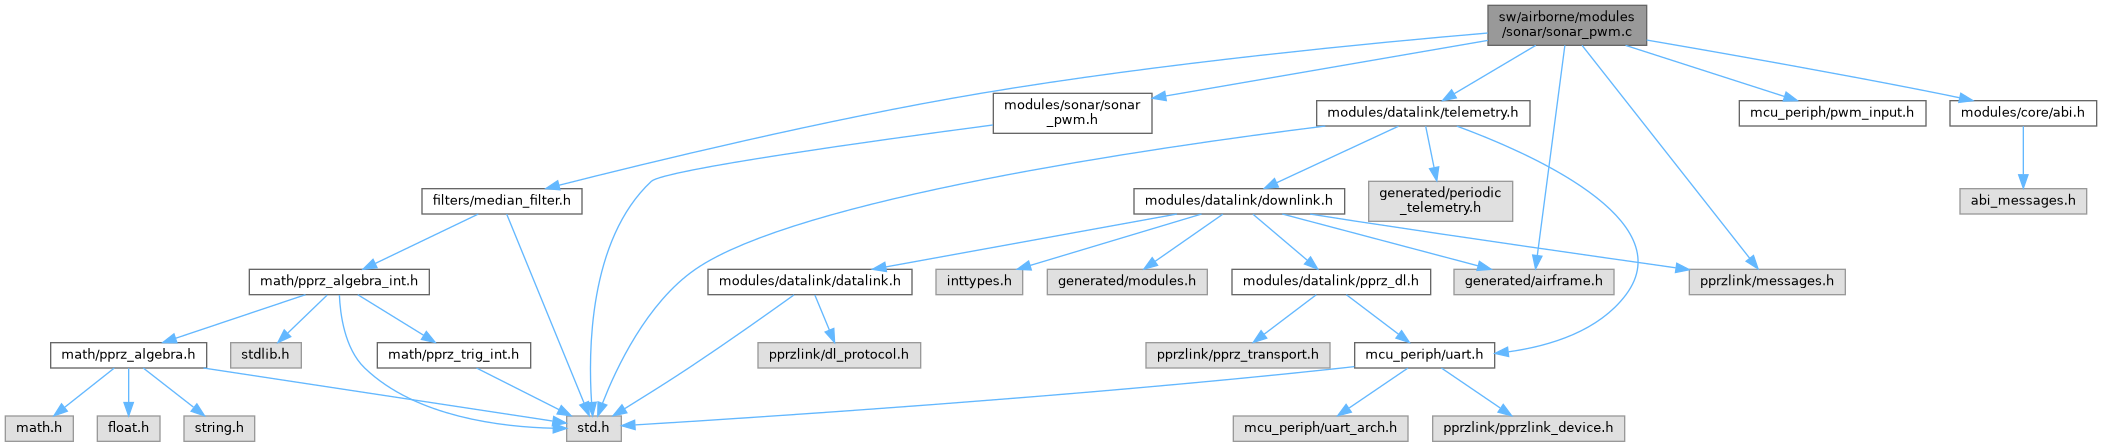 sw/airborne/modules
/sonar/sonar_pwm.c
modules/sonar/sonar
_pwm.h
modules/datalink/telemetry.h
mcu_periph/pwm_input.h
modules/core/abi.h
filters/median_filter.h
modules/datalink/downlink.h
generated/periodic
_telemetry.h
abi_messages.h
math/pprz_algebra_int.h
modules/datalink/datalink.h
inttypes.h
generated/modules.h
modules/datalink/pprz_dl.h
generated/airframe.h
pprzlink/messages.h
math/pprz_algebra.h
stdlib.h
math/pprz_trig_int.h
pprzlink/dl_protocol.h
pprzlink/pprz_transport.h
mcu_periph/uart.h
math.h
float.h
string.h
std.h
mcu_periph/uart_arch.h
pprzlink/pprzlink_device.h